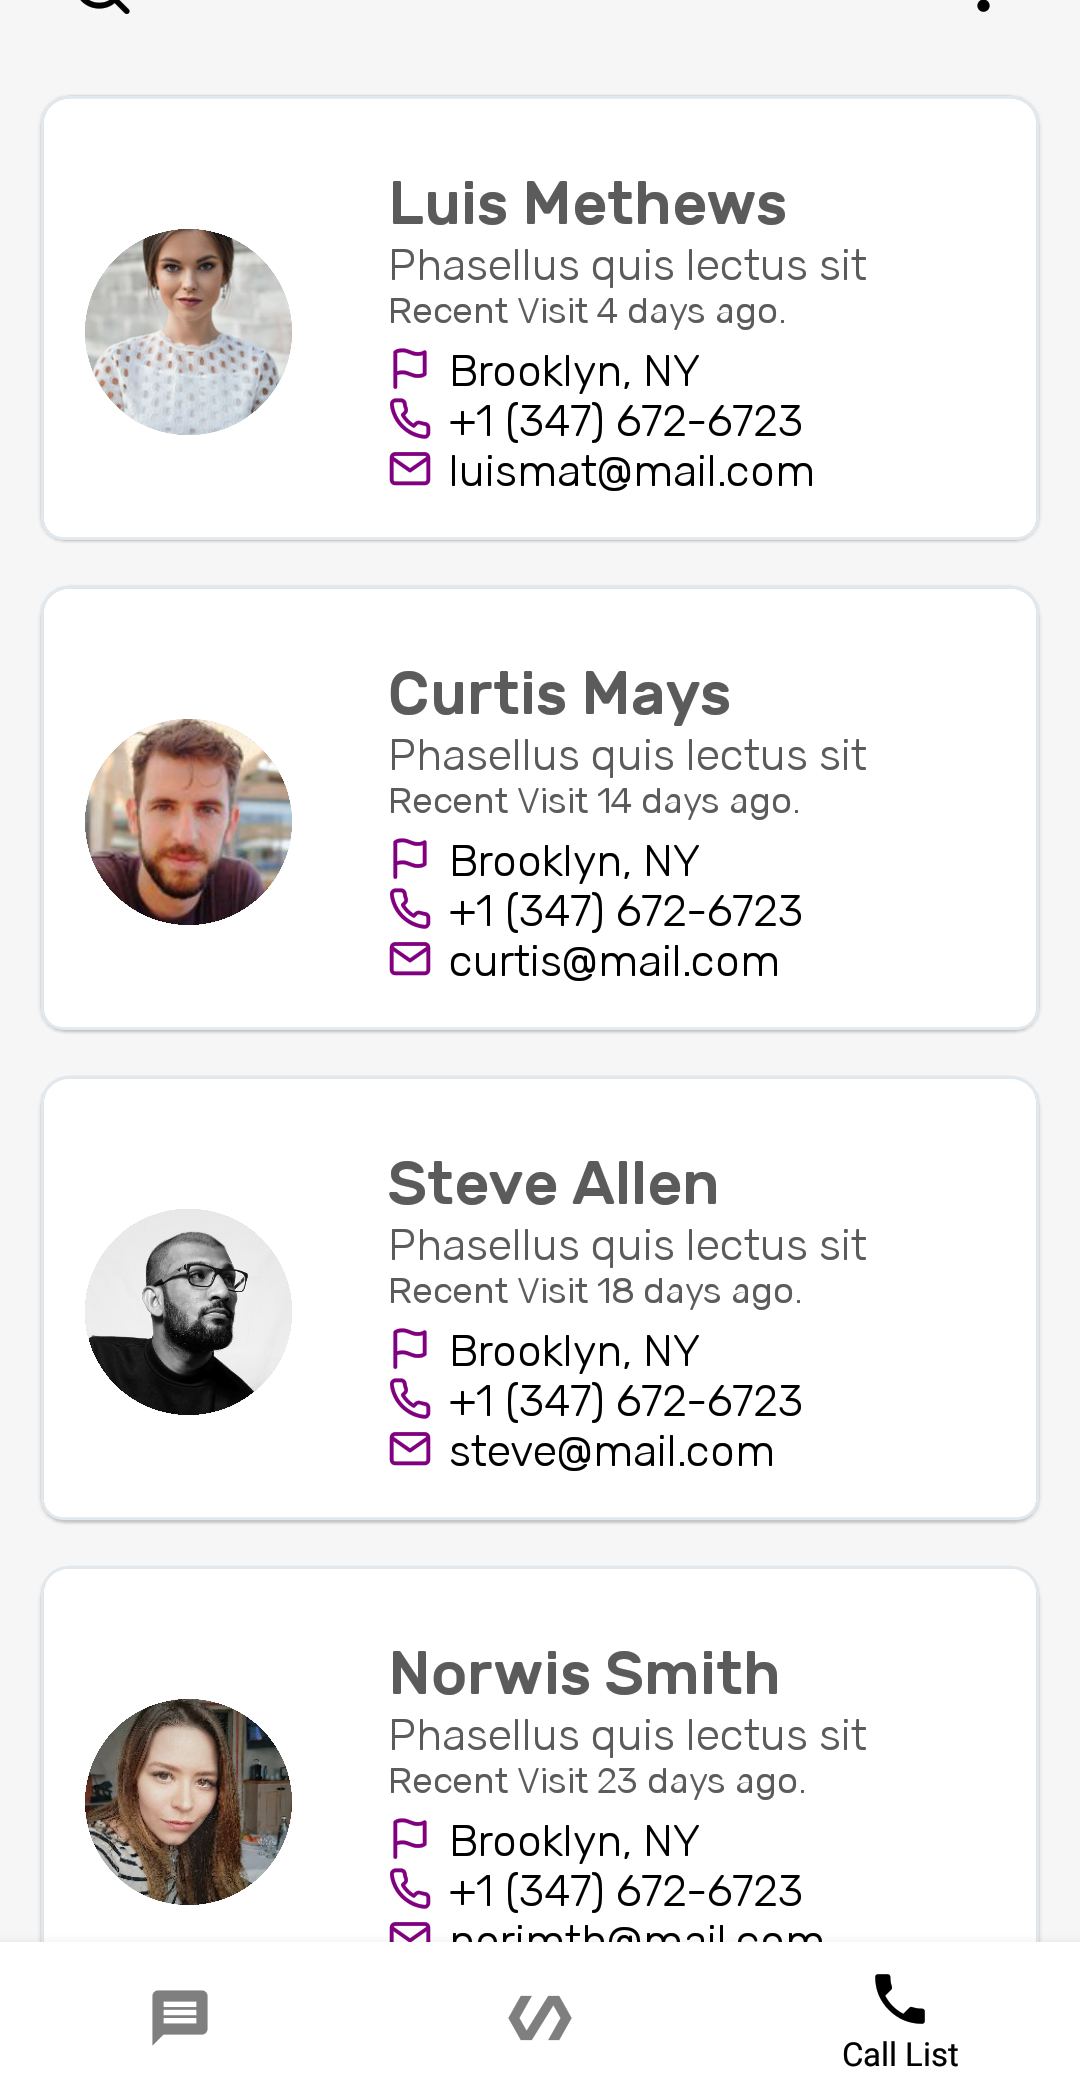 Luis Methews
Phasellus quis lectus sit
Recent Visit 4 days ago.
Brooklyn, NY
+1 (347) 672-6723
luismat@mail.com
Curtis Mays
Phasellus quis lectus sit
Recent Visit 14 days ago.
Brooklyn, NY
+1 (347) 672-6723
curtis@mail.com
Steve Allen
Phasellus quis lectus sit
Recent Visit 18 days ago.
Brooklyn, NY
+1 (347) 672-6723
steve@mail.com
Norwis Smith
Phasellus quis lectus sit
Recent Visit 23 days ago.
Brooklyn, NY
+1 (347) 672-6723
norimth@mail.com
Call List